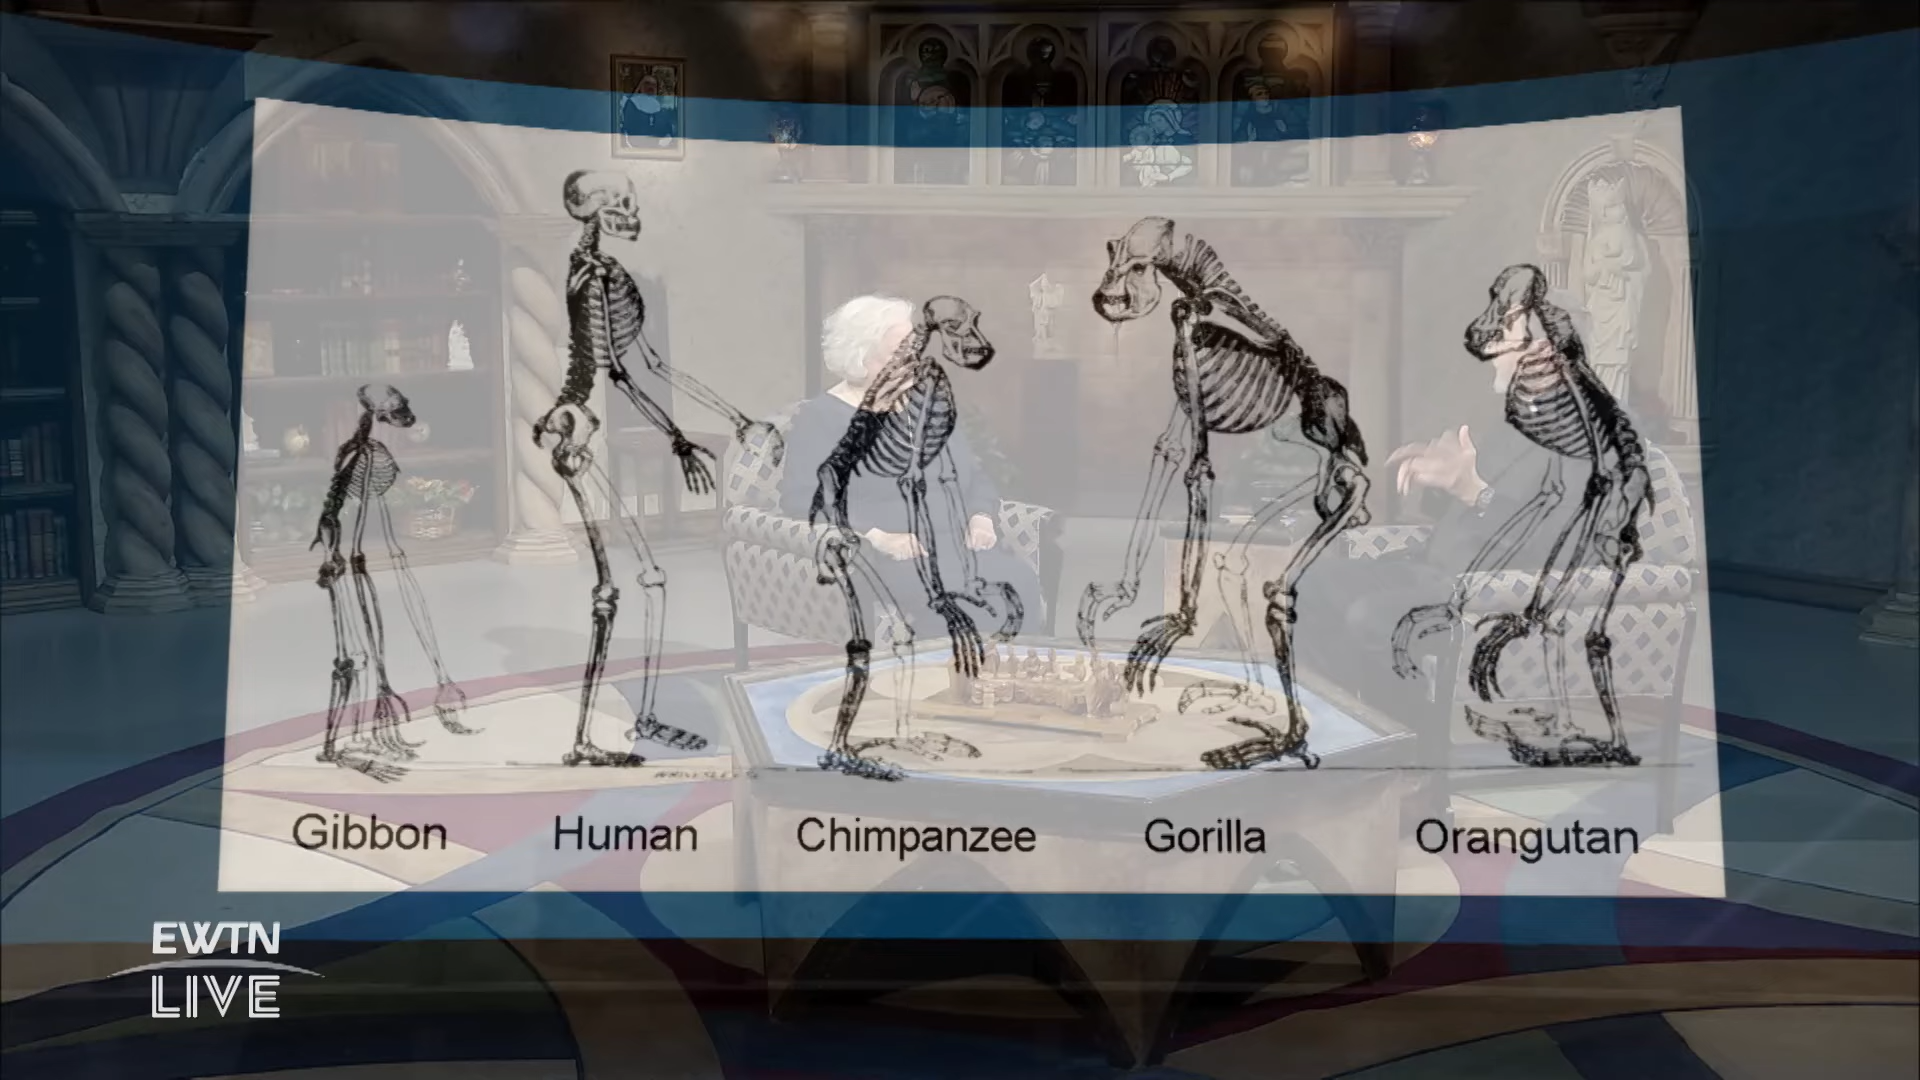 Gibbon
Human
Chimpanzee
Gorilla
Orangutan
EWTN
LIVE